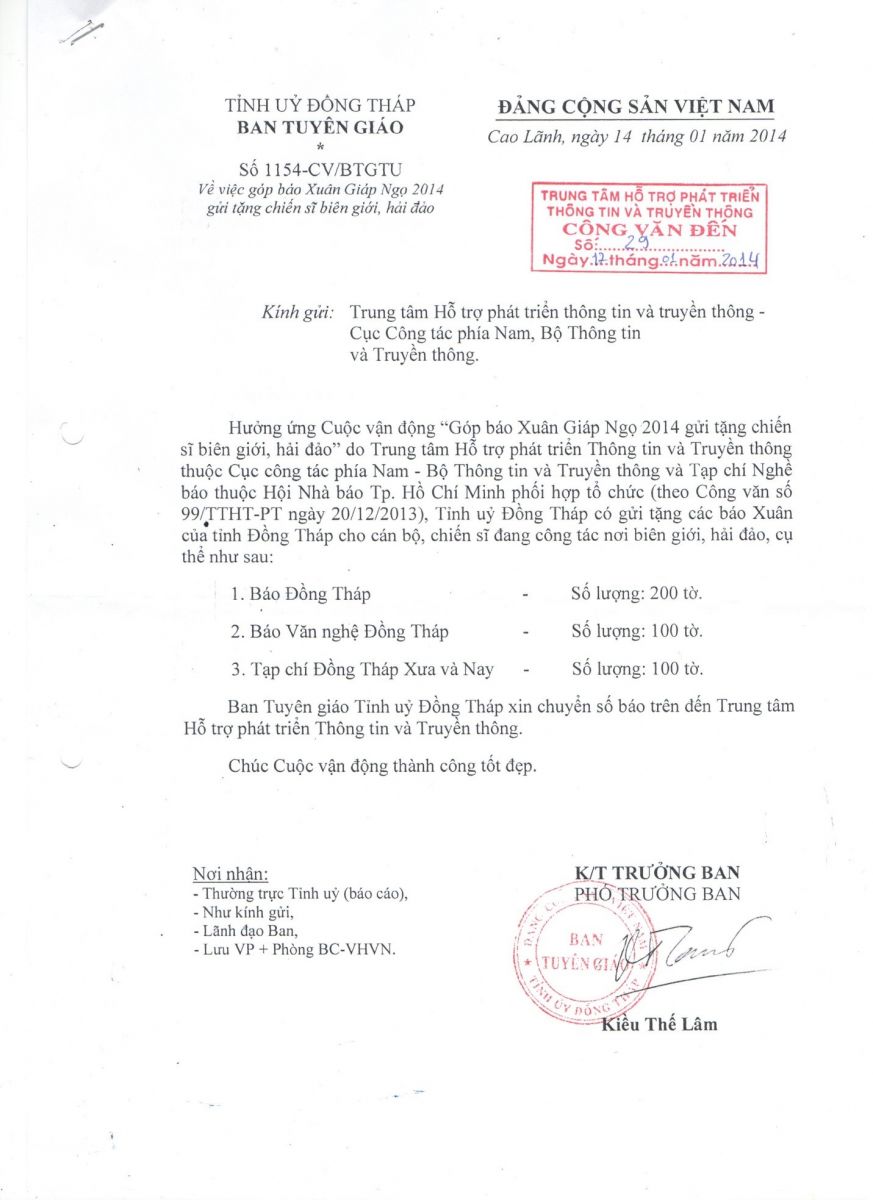 TỈNH UỶ ĐỒNG THÁP
BAN TUYÊN GIÁO
*
Số 1154-CV/BTGTU
Về việc góp báo Xuân Giáp Ngọ 2014
gửi tặng chiến sĩ biên giới, hải đảo
ĐẢNG CỘNG SẢN VIỆT NAM
Cao Lãnh, ngày 14 tháng 01 năm 2014
TRUNG TÂM HỖ TRỢ PHÁT TRIỂN
THÔNG TIN VÀ TRUYỀN THÔNG
CÔNG VĂN ĐẾN
Số:......29..................
Ngày.17.tháng.01.năm.2014
Kính gửi: Trung tâm Hỗ trợ phát triển thông tin và truyền thông -
Cục Công tác phía Nam, Bộ Thông tin
và Truyền thông.
Hưởng ứng Cuộc vận động “Góp báo Xuân Giáp Ngọ 2014 gửi tặng chiến
sĩ biên giới, hải đảo” do Trung tâm Hỗ trợ phát triển Thông tin và Truyền thông
thuộc Cục công tác phía Nam - Bộ Thông tin và Truyền thông và Tạp chí Nghề
báo thuộc Hội Nhà báo Tp. Hồ Chí Minh phối hợp tổ chức (theo Công văn số
99/TTHT-PT ngày 20/12/2013), Tỉnh uỷ Đồng Tháp có gửi tặng các báo Xuân
của tỉnh Đồng Tháp cho cán bộ, chiến sĩ đang công tác nơi biên giới, hải đảo, cụ
thể như sau:
1. Báo Đồng Tháp - Số lượng: 200 tờ.
2. Báo Văn nghệ Đồng Tháp - Số lượng: 100 tờ.
3. Tạp chí Đồng Tháp Xưa và Nay - Số lượng: 100 tờ.
Ban Tuyên giáo Tỉnh uỷ Đồng Tháp xin chuyển số báo trên đến Trung tâm
Hỗ trợ phát triển Thông tin và Truyền thông.
Chúc Cuộc vận động thành công tốt đẹp.
Nơi nhận:
- Thường trực Tỉnh uỷ (báo cáo),
- Như kính gửi,
- Lãnh đạo Ban,
- Lưu VP + Phòng BC-VHVN.
K/T TRƯỞNG BAN
PHÓ TRƯỞNG BAN
BAN
TUYÊN GIÁO
TỈNH ỦY ĐỒNG THÁP
Kiều Thế Lâm